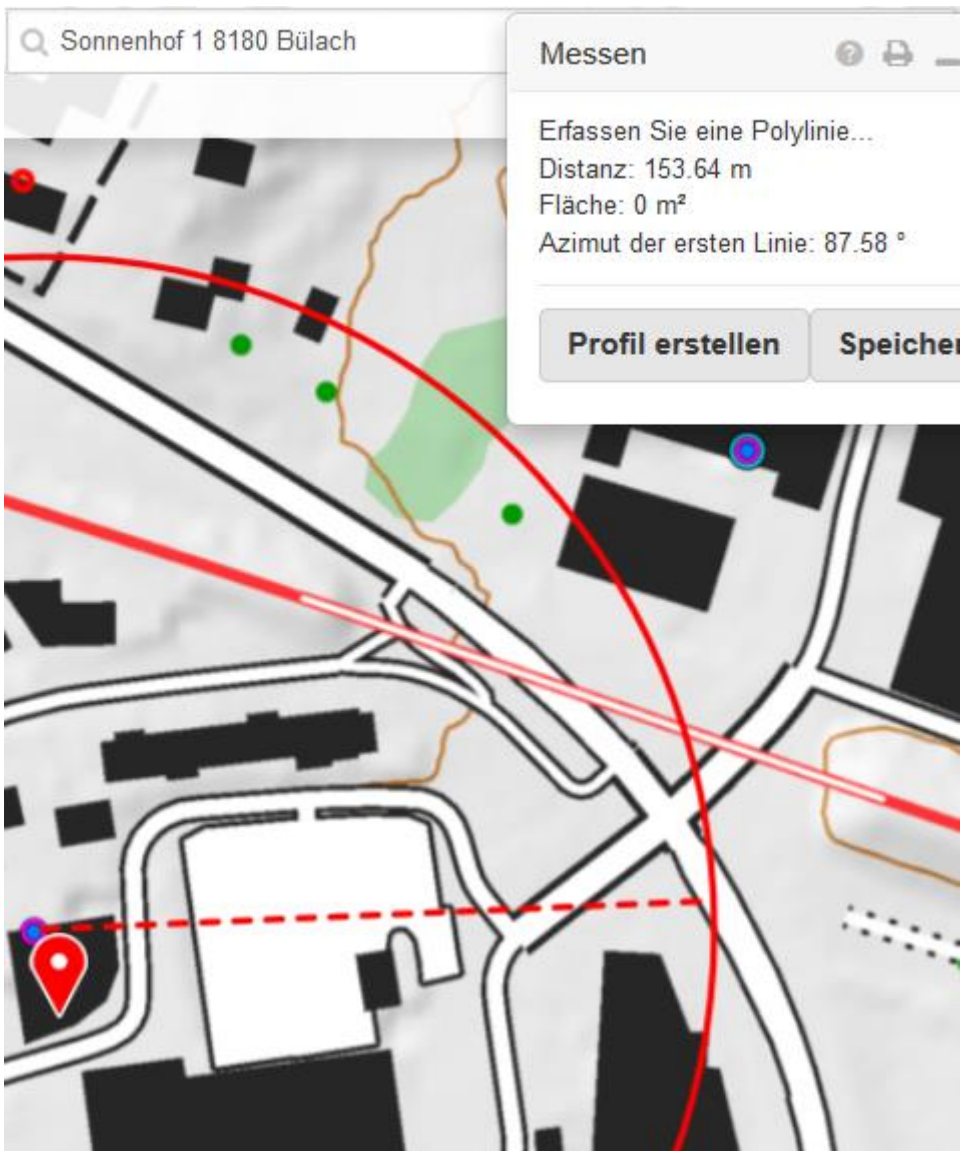 Sonnenhof 1 8180 Bülach
Messen
Erfassen Sie eine Polylinie...
Distanz: 153.64 m
Fläche: 0 m²
Azimut der ersten Linie: 87.58 °
Profil erstellen
Speicher